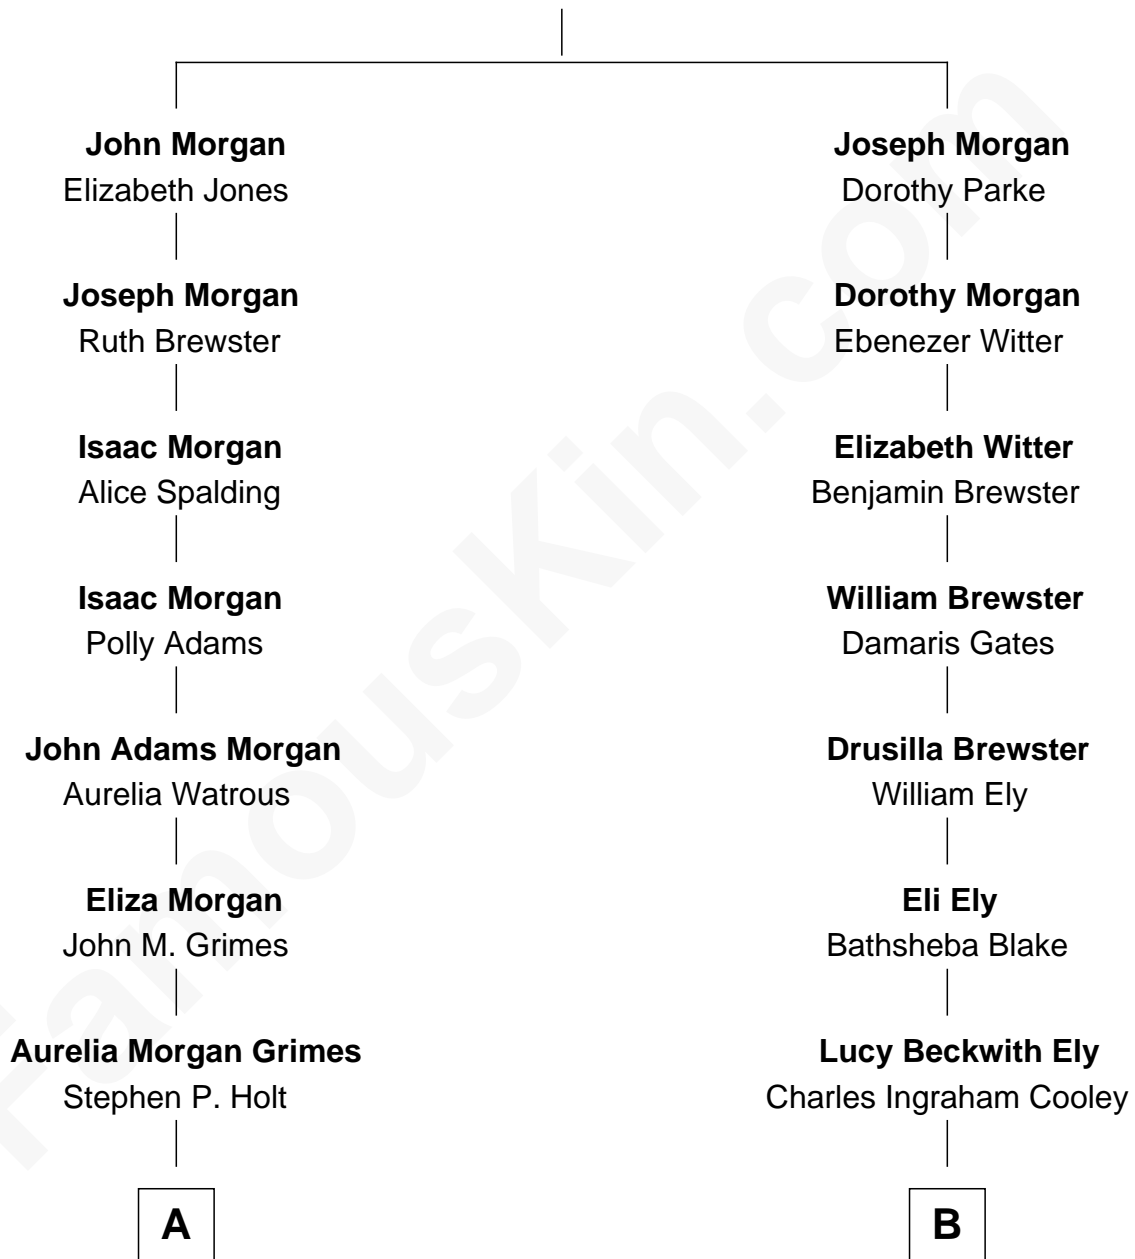 John Morgan
Elizabeth Jones
Joseph Morgan
Dorothy Parke
Joseph Morgan
Ruth Brewster
Dorothy Morgan
Ebenezer Witter
Isaac Morgan
Alice Spalding
Elizabeth Witter
Benjamin Brewster
Isaac Morgan
Polly Adams
William Brewster
Damaris Gates
John Adams Morgan
Aurelia Watrous
Drusilla Brewster
William Ely
Eliza Morgan
John M. Grimes
Eli Ely
Bathsheba Blake
Aurelia Morgan Grimes
Stephen P. Holt
Lucy Beckwith Ely
Charles Ingraham Cooley
A
B
FamousKin.com